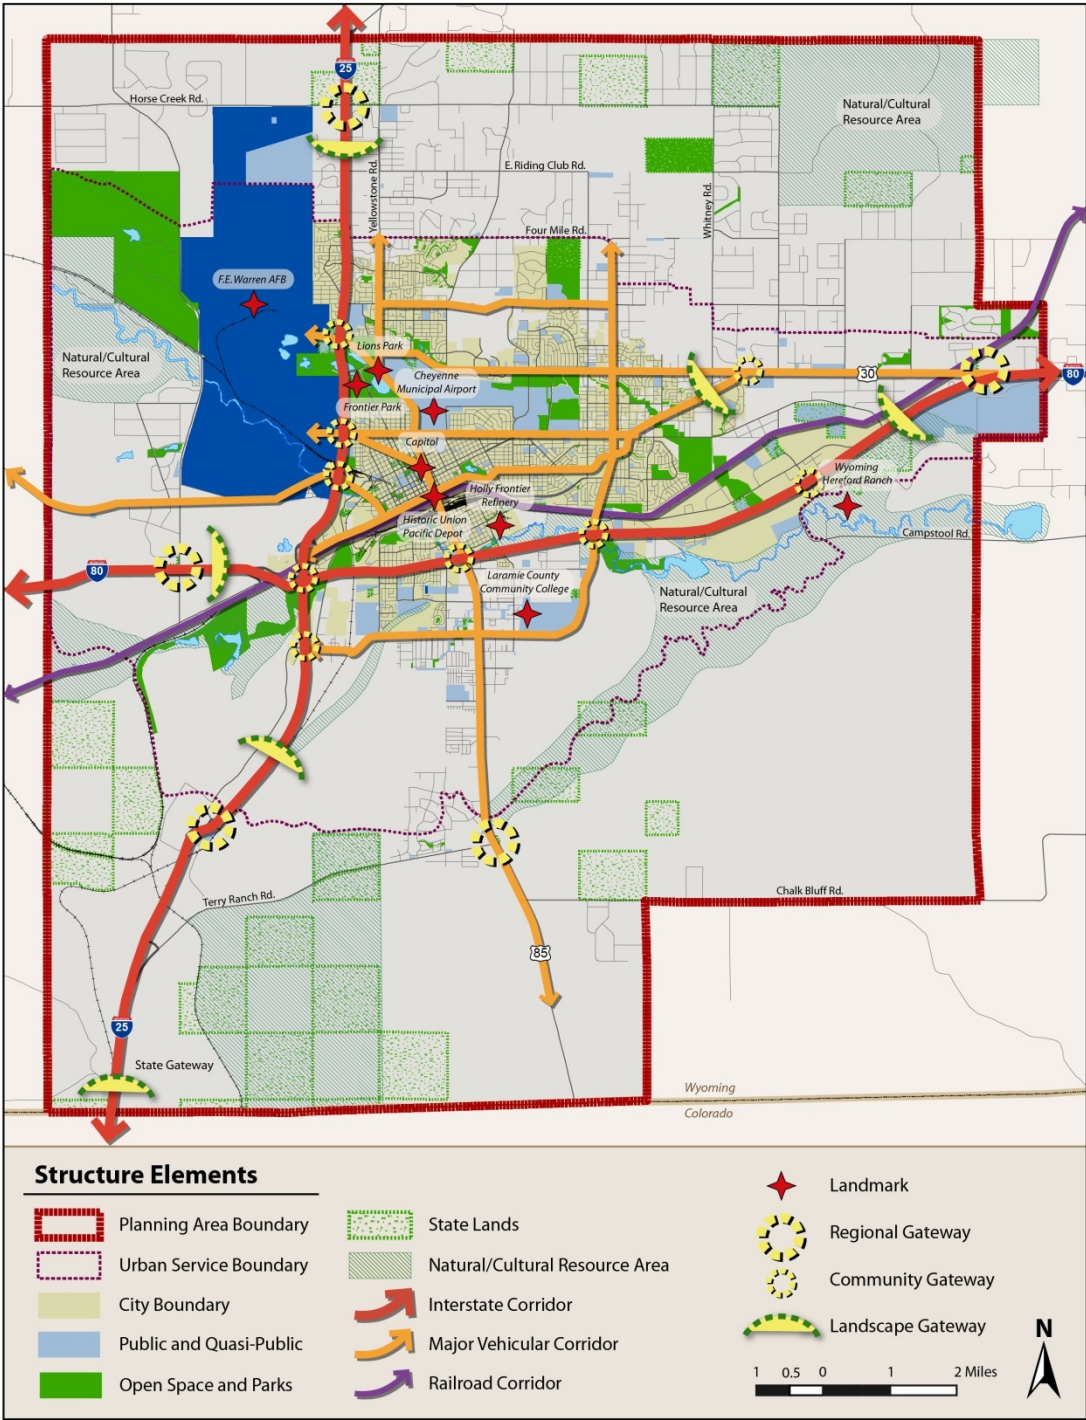 25
Horse Creek Rd.
Natural/Cultural
Resource Area
Yellowstone Rd.
E. Riding Club Rd.
Whitney Rd.
Four Mile Rd.
F.E. Warren AFB
Natural/Cultural
Resource Area
Lions Park
Cheyenne
Municipal Airport
30
80
Frontier Park
Capitol
Wyoming
Hereford Ranch
Holly Frontier
Refinery
Historic Union
Pacific Depot
Campstool Rd.
80
Laramie County
Community College
Natural/Cultural
Resource Area
Terry Ranch Rd.
Chalk Bluff Rd.
85
25
State Gateway
Wyoming
Colorado
Structure Elements
Planning Area Boundary
Urban Service Boundary
City Boundary
Public and Quasi-Public
Open Space and Parks
State Lands
Natural/Cultural Resource Area
Interstate Corridor
Major Vehicular Corridor
Railroad Corridor
Landmark
Regional Gateway
Community Gateway
Landscape Gateway
1 0.5 0 1 2 Miles
N